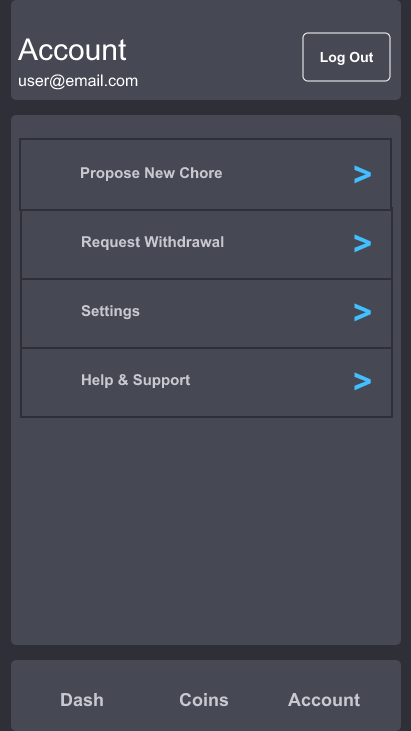 Account
user@email.com
Log Out
Propose New Chore >
Request Withdrawal >
Settings >
Help & Support >
Dash Coins Account